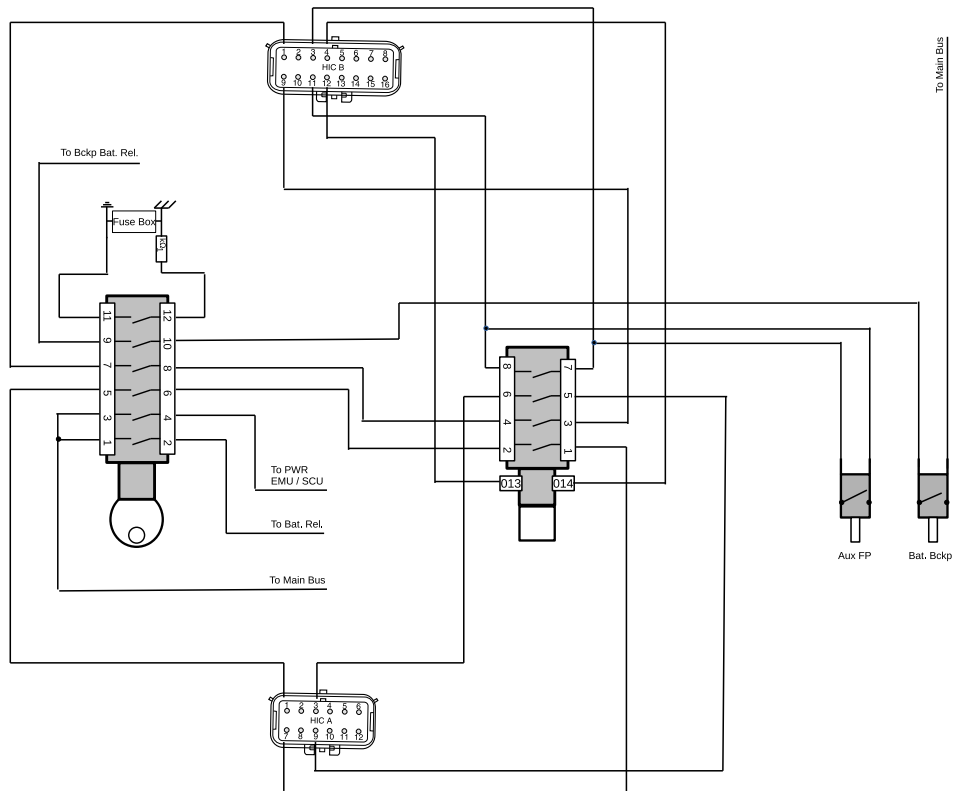 1 2 3 4 5 6 7 8
HIC B
9 10 11 12 13 14 15 16
To Main Bus
To Bckp Bat. Rel.
Fuse Box
11 12
9 10
7 8
5 6
3 4
1 2
8 7
6 5
4 3
2 1
013 014
To PWR
EMU / SCU
To Bat. Rel.
To Main Bus
Aux FP
Bat. Bckp
1 2 3 4 5 6
HIC A
7 8 9 10 11 12